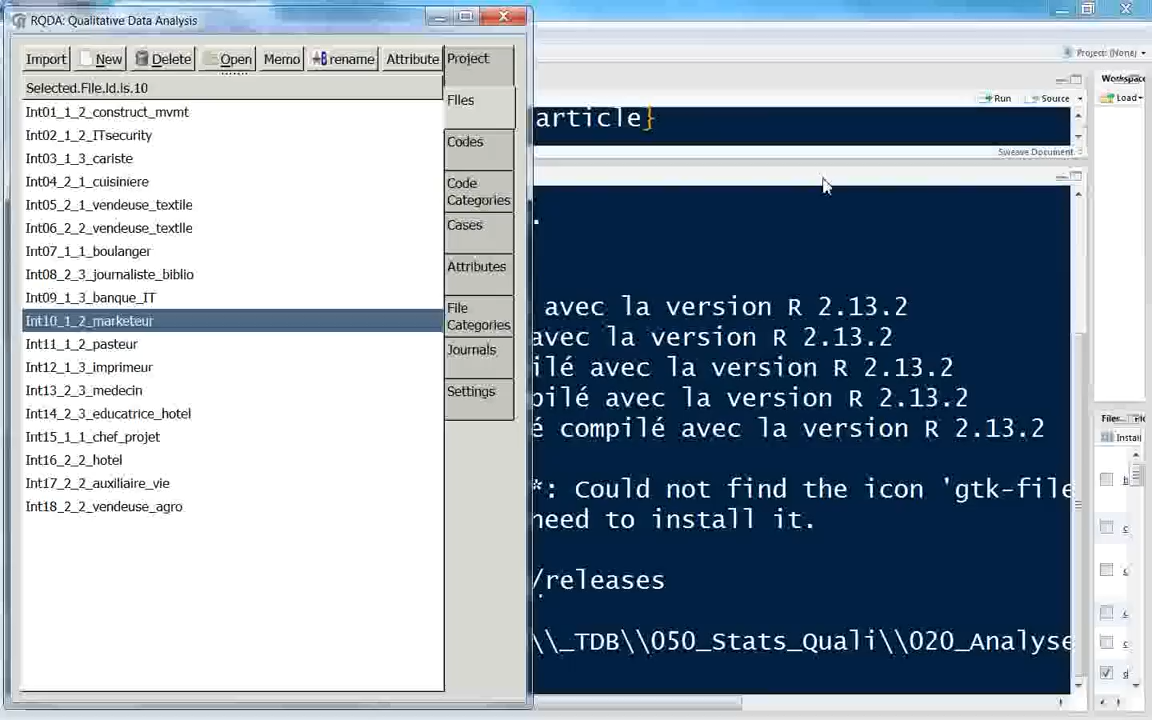 RQDA: Qualitative Data Analysis
Import New Delete Open Memo rename Attribute
Selected.File.Id.is.10
Int01_1_2_construct_mvmt
Int02_1_2_ITsecurity
Int03_1_3_cariste
Int04_2_1_cuisiniere
Int05_2_1_vendeuse_textile
Int06_2_2_vendeuse_textile
Int07_1_1_boulanger
Int08_2_3_journaliste_biblio
Int09_1_3_banque_IT
Int10_1_2_marketeur
Int11_1_2_pasteur
Int12_1_3_imprimeur
Int13_2_3_medecin
Int14_2_3_educatrice_hotel
Int15_1_1_chef_projet
Int16_2_2_hotel
Int17_2_2_auxiliaire_vie
Int18_2_2_vendeuse_agro
Project
Files
Codes
Code
Categories
Cases
Attributes
File
Categories
Journals
Settings
Project: (None)
Run Source
article}
Sweave Document
.
avec la version R 2.13.2
avec la version R 2.13.2
ilé avec la version R 2.13.2
pilé avec la version R 2.13.2
é compilé avec la version R 2.13.2
*: Could not find the icon 'gtk-file
need to install it.
/releases
\\_TDB\\050_Stats_Quali\\020_Analyse
Workspace
Load
Files
Install